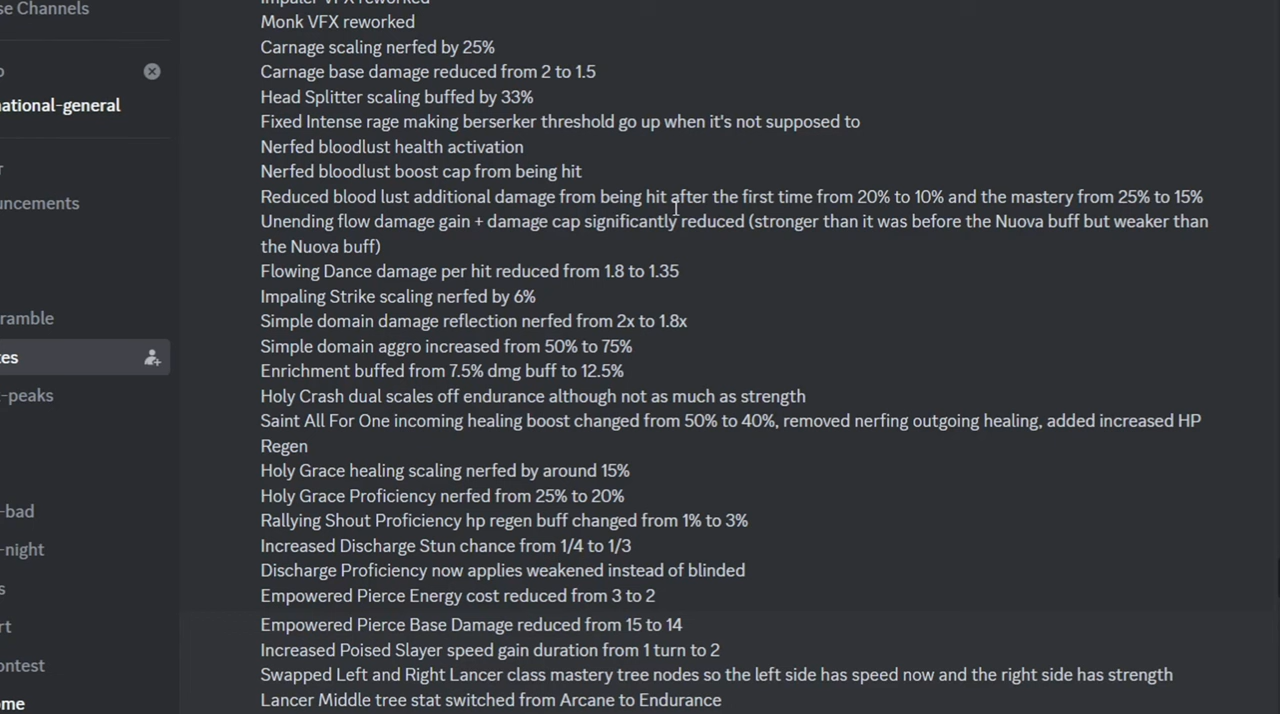 se Channels
national-general
uncements
ramble
tes
-peaks
-bad
-night
s
rt
ontest
ome
Monk VFX reworked
Carnage scaling nerfed by 25%
Carnage base damage reduced from 2 to 1.5
Head Splitter scaling buffed by 33%
Fixed Intense rage making berserker threshold go up when it's not supposed to
Nerfed bloodlust health activation
Nerfed bloodlust boost cap from being hit
Reduced blood lust additional damage from being hit after the first time from 20% to 10% and the mastery from 25% to 15%
Unending flow damage gain + damage cap significantly reduced (stronger than it was before the Nuova buff but weaker than
the Nuova buff)
Flowing Dance damage per hit reduced from 1.8 to 1.35
Impaling Strike scaling nerfed by 6%
Simple domain damage reflection nerfed from 2x to 1.8x
Simple domain aggro increased from 50% to 75%
Enrichment buffed from 7.5% dmg buff to 12.5%
Holy Crash dual scales off endurance although not as much as strength
Saint All For One incoming healing boost changed from 50% to 40%, removed nerfing outgoing healing, added increased HP
Regen
Holy Grace healing scaling nerfed by around 15%
Holy Grace Proficiency nerfed from 25% to 20%
Rallying Shout Proficiency hp regen buff changed from 1% to 3%
Increased Discharge Stun chance from 1/4 to 1/3
Discharge Proficiency now applies weakened instead of blinded
Empowered Pierce Energy cost reduced from 3 to 2
Empowered Pierce Base Damage reduced from 15 to 14
Increased Poised Slayer speed gain duration from 1 turn to 2
Swapped Left and Right Lancer class mastery tree nodes so the left side has speed now and the right side has strength
Lancer Middle tree stat switched from Arcane to Endurance